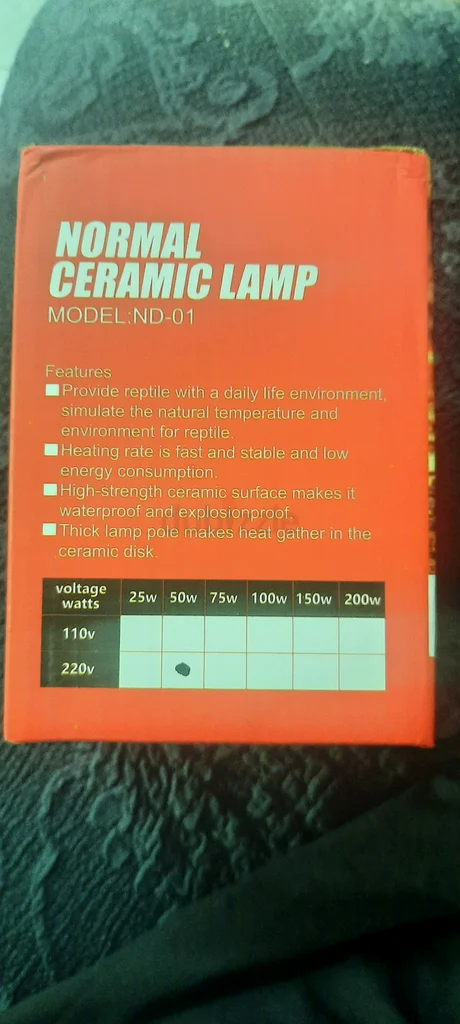 NORMAL
CERAMIC LAMP
MODEL:ND-01
Features
Provide reptile with a daily life environment,
simulate the natural temperature and
environment for reptile.
Heating rate is fast and stable and low
energy consumption.
High-strength ceramic surface makes it
waterproof and explosionproof.
Thick lamp pole makes heat gather in the
ceramic disk.
voltage
watts 25w 50w 75w 100w 150w 200w
110v
220v